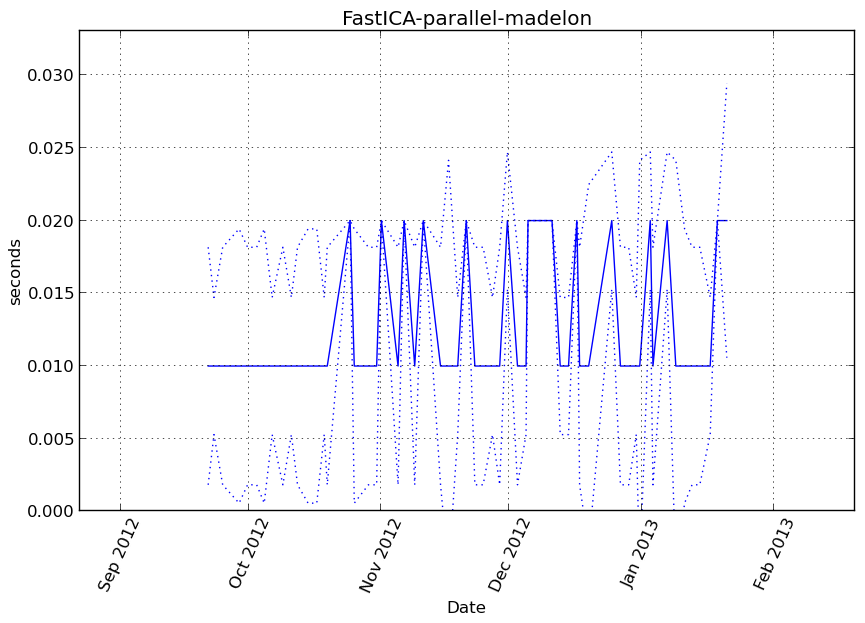 FastICA-parallel-madelon
seconds
0.030
0.025
0.020
0.015
0.010
0.005
0.000
Sep 2012
Oct 2012
Nov 2012
Dec 2012
Jan 2013
Feb 2013
Date